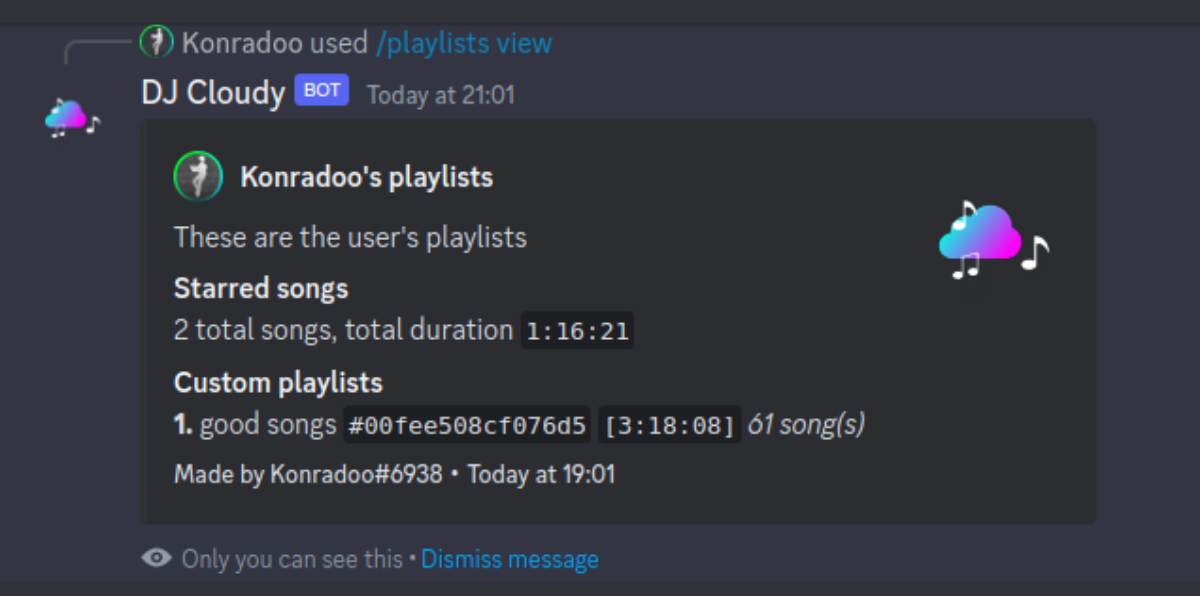 Konradoo used /playlists view
DJ Cloudy BOT Today at 21:01
Konradoo's playlists
These are the user's playlists
Starred songs
2 total songs, total duration 1:16:21
Custom playlists
1. good songs #00fee508cf076d5 [3:18:08] 61 song(s)
Made by Konradoo#6938 • Today at 19:01
Only you can see this • Dismiss message